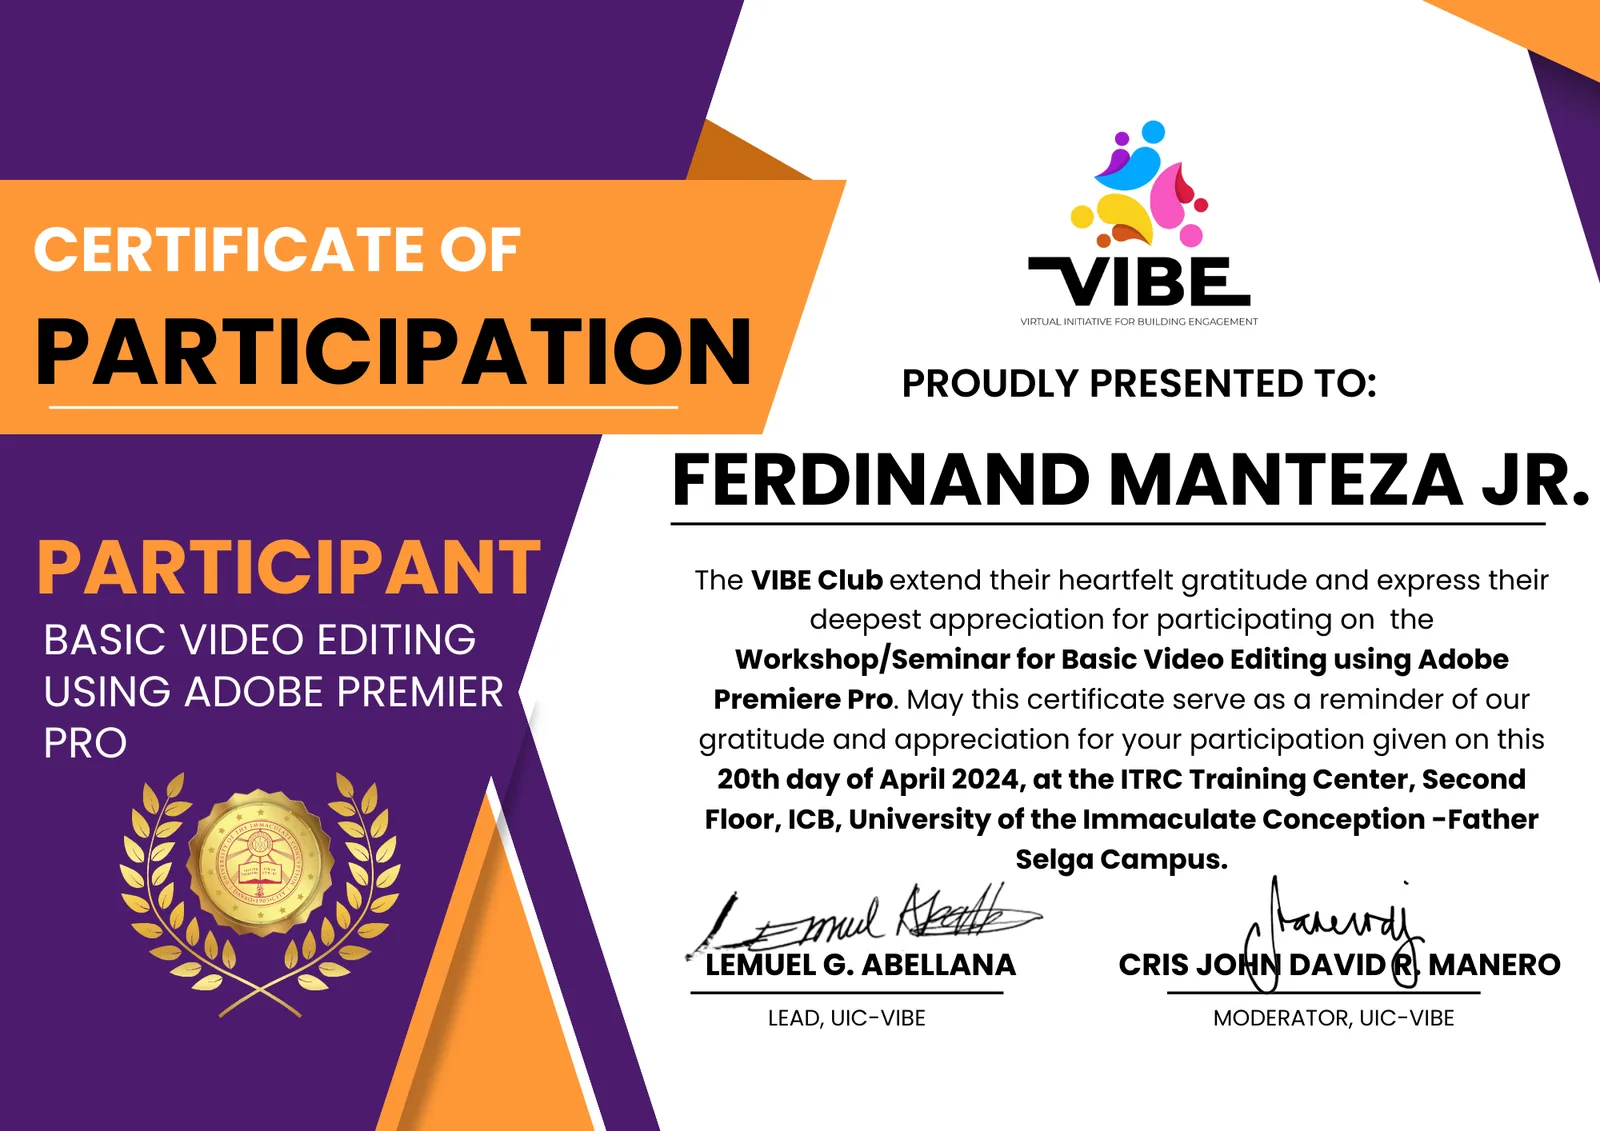 CERTIFICATE OF
PARTICIPATION
PARTICIPANT
BASIC VIDEO EDITING
USING ADOBE PREMIER
PRO
VIBE
VIRTUAL INITIATIVE FOR BUILDING ENGAGEMENT
PROUDLY PRESENTED TO:
FERDINAND MANTEZA JR.
The VIBE Club extend their heartfelt gratitude and express their
deepest appreciation for participating on the
Workshop/Seminar for Basic Video Editing using Adobe
Premiere Pro. May this certificate serve as a reminder of our
gratitude and appreciation for your participation given on this
20th day of April 2024, at the ITRC Training Center, Second
Floor, ICB, University of the Immaculate Conception -Father
Selga Campus.
LEMUEL G. ABELLANA
LEAD, UIC-VIBE
CRIS JOHN DAVID R. MANERO
MODERATOR, UIC-VIBE